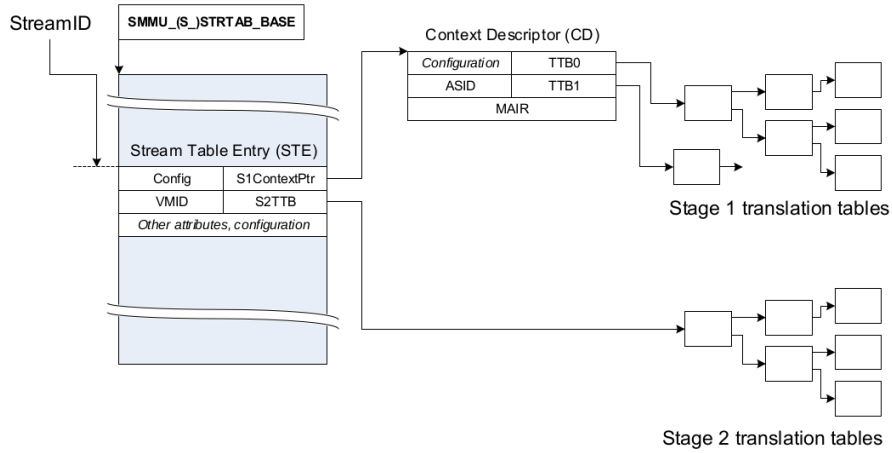 StreamID
SMMU_(S_)STRTAB_BASE
Context Descriptor (CD)
Configuration TTB0
ASID TTB1
MAIR
Stream Table Entry (STE)
Config S1ContextPtr
VMID S2TTB
Other attributes, configuration
Stage 1 translation tables
Stage 2 translation tables